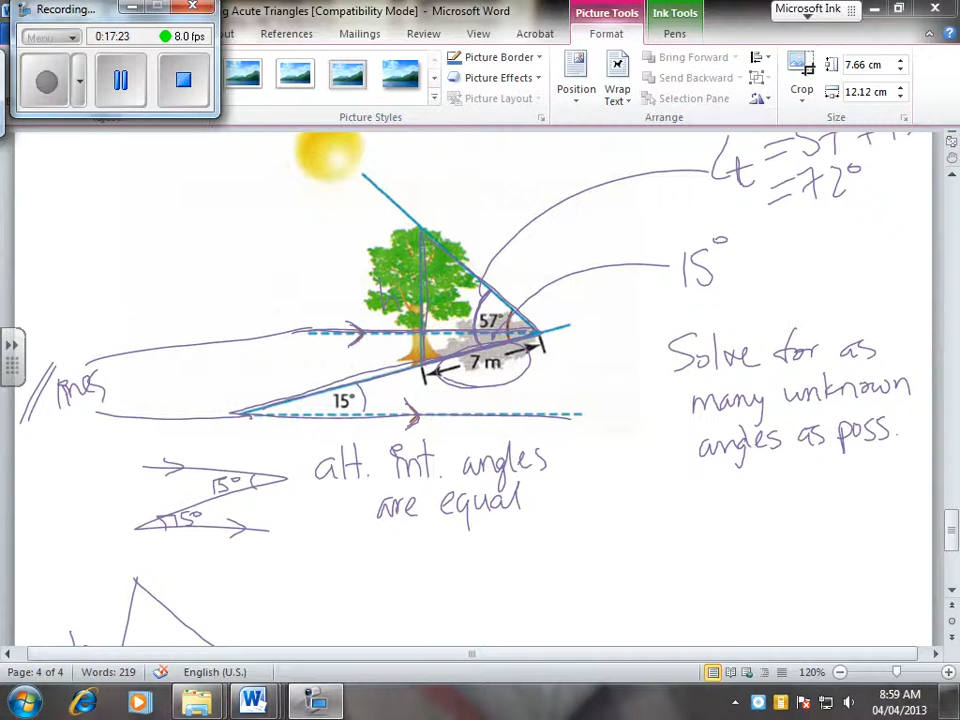 Recording...
ng Acute Triangles [Compatibility Mode] - Microsoft Word
Picture Tools
Ink Tools
Microsoft Ink
Menu
0:17:23
8.0 fps
Mailings
Review
View
Acrobat
Format
Pens
Picture Border
Picture Effects
Picture Layout
Position
Wrap Text
Bring Forward
Send Backward
Selection Pane
Crop
7.66 cm
12.12 cm
Picture Styles
Arrange
Size
= 72°
15°
57°
7 m
15°
// lines
Solve for as
many unknown
angles as poss.
alt. int. angles
are equal
15°
15°
h
Page: 4 of 4
Words: 219
English (U.S.)
120%
8:59 AM
04/04/2013